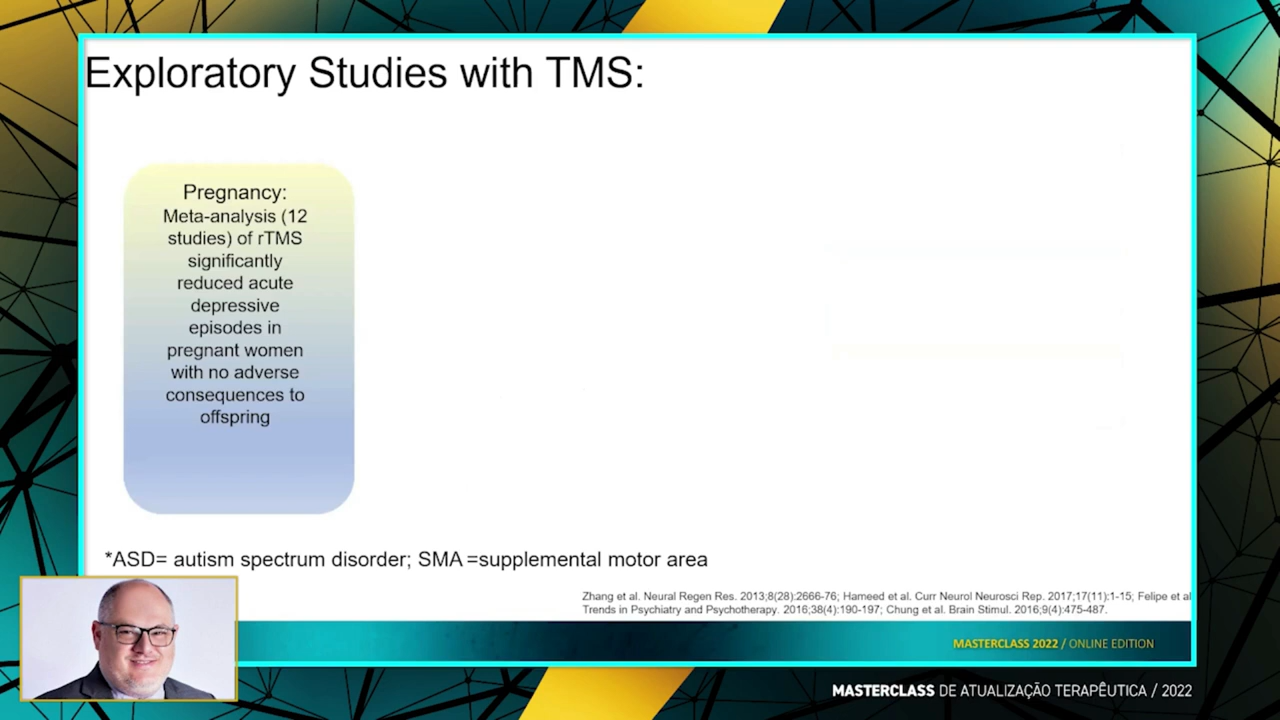 Exploratory Studies with TMS:
Pregnancy:
Meta-analysis (12
studies) of rTMS
significantly
reduced acute
depressive
episodes in
pregnant women
with no adverse
consequences to
offspring
*ASD= autism spectrum disorder; SMA =supplemental motor area
Zhang et al. Neural Regen Res. 2013;8(28):2666-76; Hameed et al. Curr Neurol Neurosci Rep. 2017;17(11):1-15; Felipe et al
Trends in Psychiatry and Psychotherapy. 2016;38(4):190-197; Chung et al. Brain Stimul. 2016;9(4):475-487.
MASTERCLASS 2022 / ONLINE EDITION
MASTERCLASS DE ATUALIZAÇÃO TERAPÊUTICA / 2022